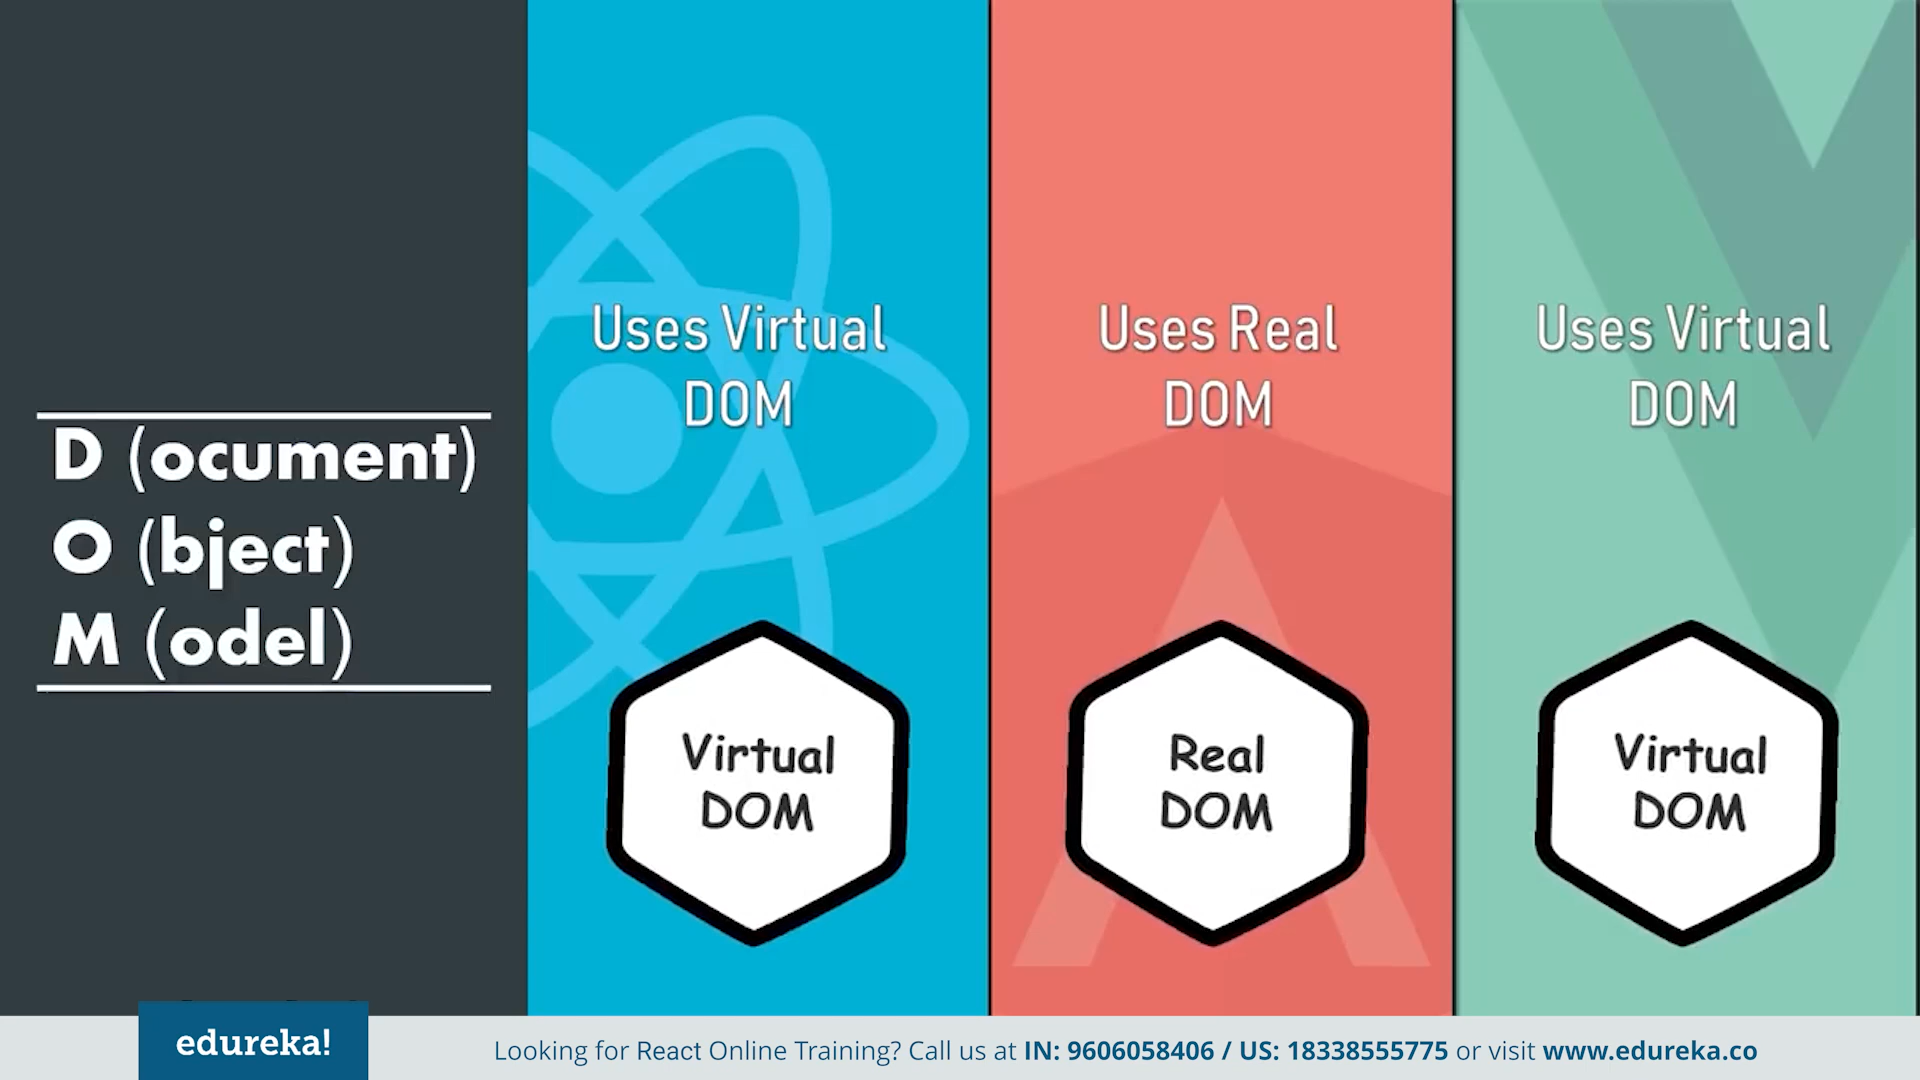 D (ocument)
O (bject)
M (odel)
Uses Virtual
DOM
Virtual
DOM
Uses Real
DOM
Real
DOM
Uses Virtual
DOM
Virtual
DOM
edureka!
Looking for React Online Training? Call us at IN: 9606058406 / US: 18338555775 or visit www.edureka.co